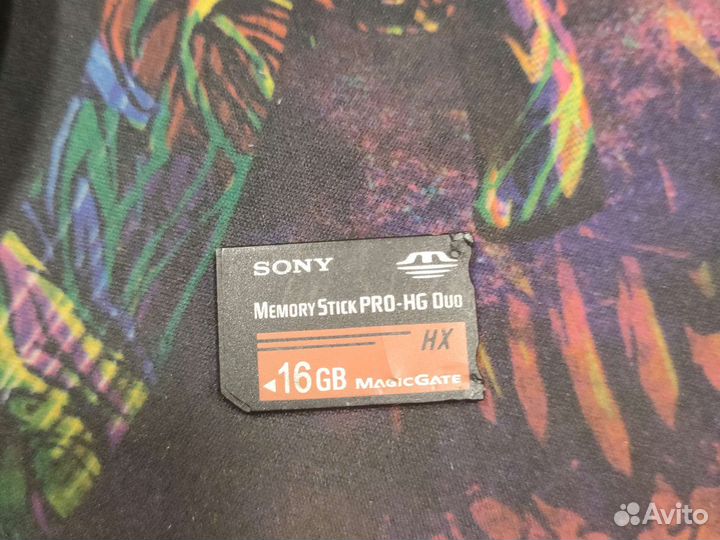 SONY
MEMORY STICK PRO-HG DUO
HX
16GB MAGICGATE
Avito